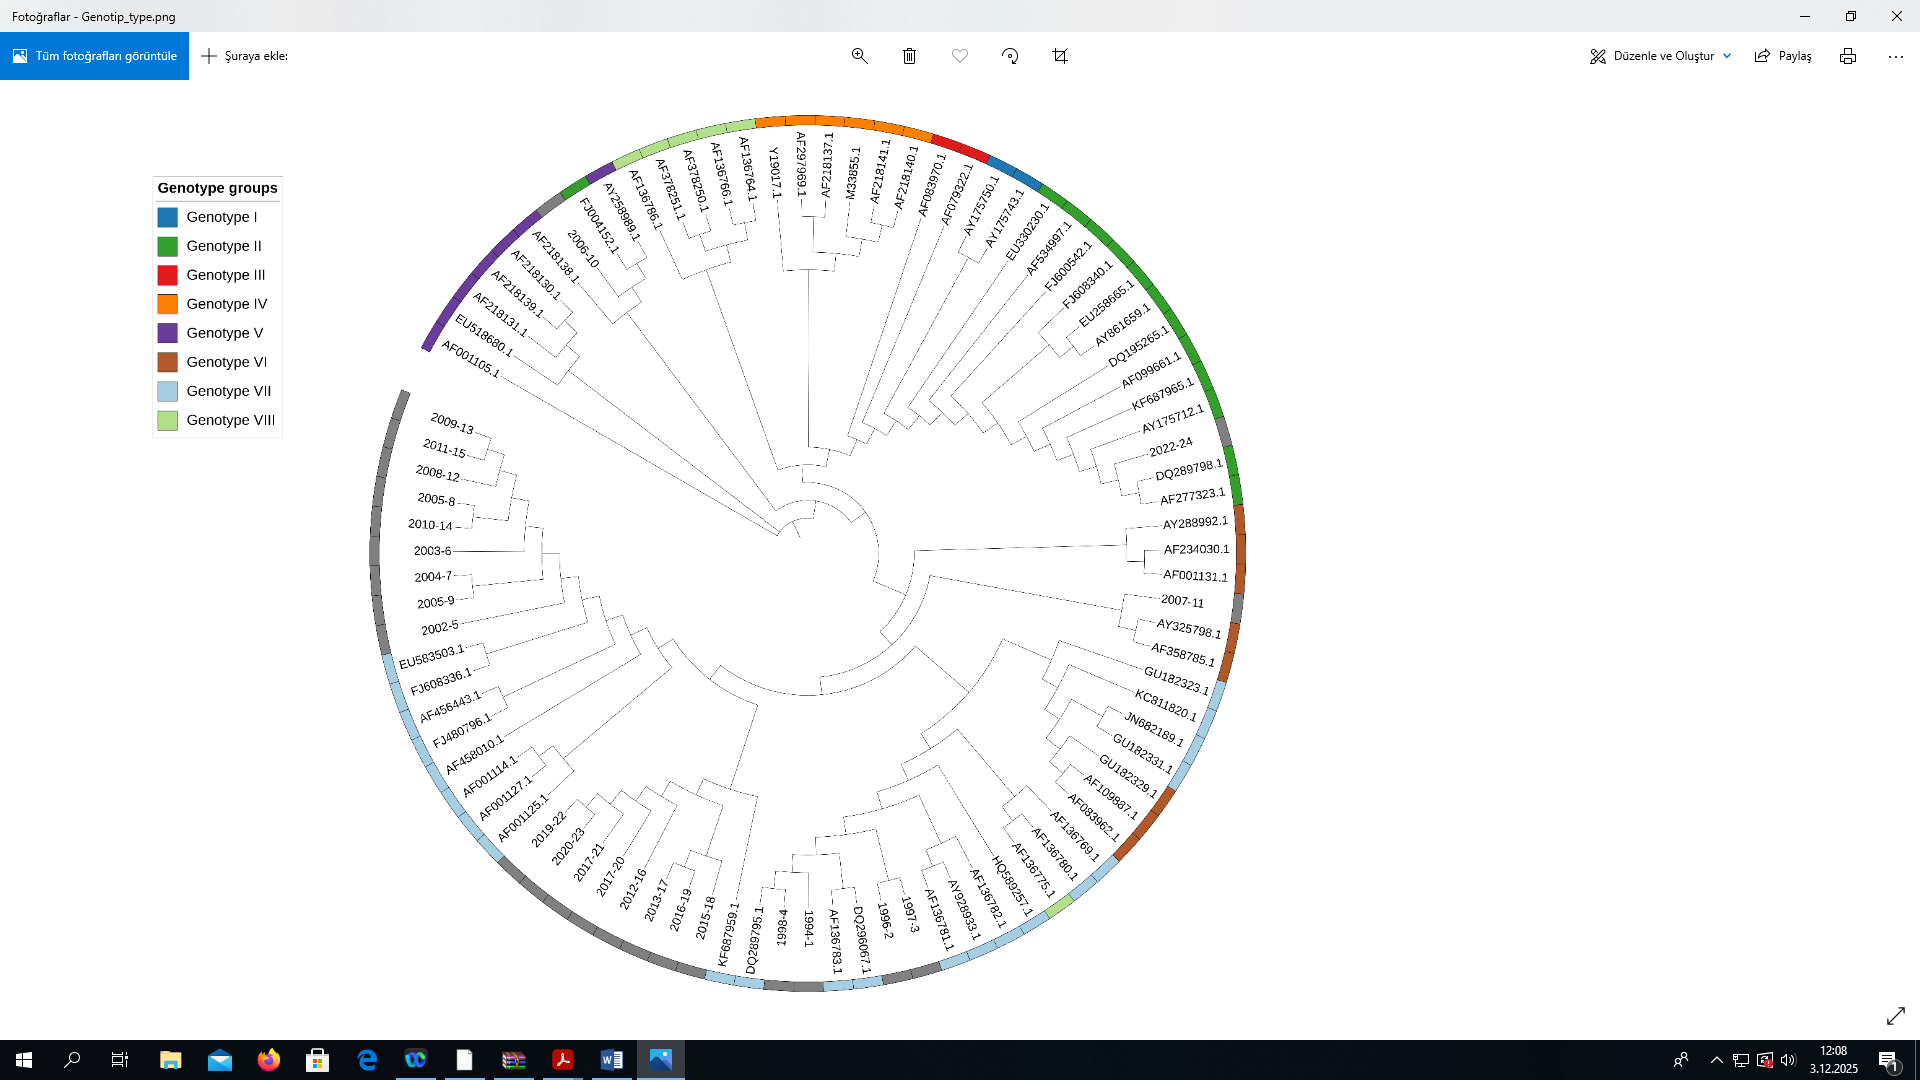 Fotoğraflar - Genotip_type.png
Tüm fotoğrafları görüntüle
Şuraya ekle:
Düzenle ve Oluştur
Paylaş
Genotype groups
Genotype I
Genotype II
Genotype III
Genotype IV
Genotype V
Genotype VI
Genotype VII
Genotype VIII
AF001105.1
EU518680.1
AF218131.1
AF218139.1
AF218130.1
AF218138.1
2006-10
FJ004152.1
AY258989.1
AF136786.1
AF378251.1
AF378250.1
AF136766.1
AF136764.1
Y19017.1
AF297969.1
AF218137.1
M33855.1
AF218141.1
AF218140.1
AF083970.1
AF079322.1
AY175750.1
AY175743.1
EU330230.1
AF534997.1
FJ600542.1
FJ608340.1
EU258665.1
AY861659.1
DQ195265.1
AF099661.1
KF687965.1
AY175712.1
2022-24
DQ289798.1
AF277323.1
AY288992.1
AF234030.1
AF001131.1
2007-11
AY325798.1
AF358785.1
GU182323.1
KC811820.1
JN682189.1
GU182331.1
GU182329.1
AF109887.1
AF083962.1
AF136769.1
AF136780.1
AF136775.1
HQ589257.1
AF136782.1
AY928933.1
AF136781.1
1997-3
1996-2
DQ296067.1
AF136783.1
1994-1
1998-4
DQ289795.1
KF687959.1
2015-18
2016-19
2013-17
2012-16
2017-20
2017-21
2020-23
2019-22
AF001125.1
AF001127.1
AF001114.1
AF458010.1
FJ480796.1
AF456443.1
FJ608336.1
EU583503.1
2002-5
2005-9
2004-7
2003-6
2010-14
2005-8
2008-12
2011-15
2009-13
12:08
3.12.2025
1